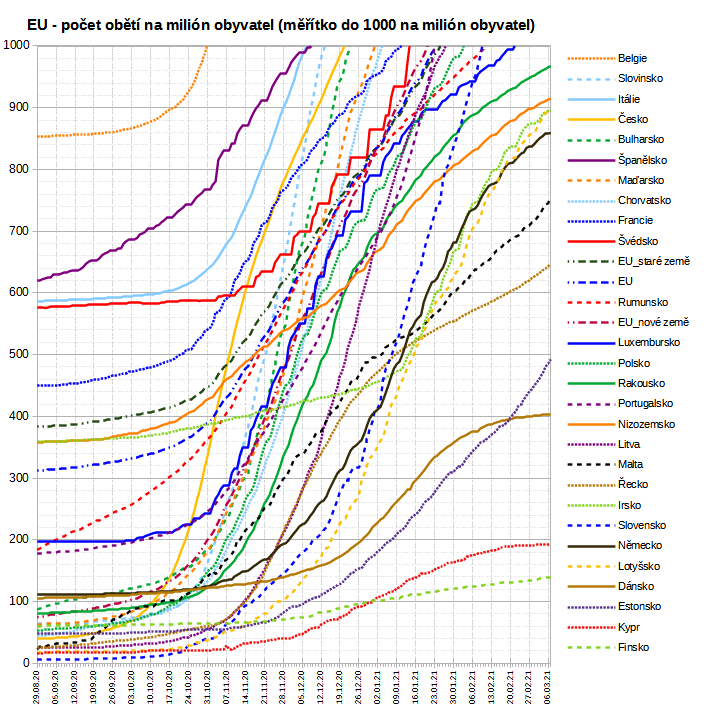 EU - počet obětí na milión obyvatel (měřítko do 1000 na milión obyvatel)
1000
900
800
700
600
500
400
300
200
100
0
29.08.20
05.09.20
12.09.20
19.09.20
26.09.20
03.10.20
10.10.20
17.10.20
24.10.20
31.10.20
07.11.20
14.11.20
21.11.20
28.11.20
05.12.20
12.12.20
19.12.20
26.12.20
02.01.21
09.01.21
16.01.21
23.01.21
30.01.21
06.02.21
13.02.21
20.02.21
27.02.21
06.03.21
Belgie
Slovinsko
Itálie
Česko
Bulharsko
Španělsko
Maďarsko
Chorvatsko
Francie
Švédsko
EU_staré země
EU
Rumunsko
EU_nové země
Luxembursko
Polsko
Rakousko
Portugalsko
Nizozemsko
Litva
Malta
Řecko
Irsko
Slovensko
Německo
Lotyšsko
Dánsko
Estonsko
Kypr
Finsko